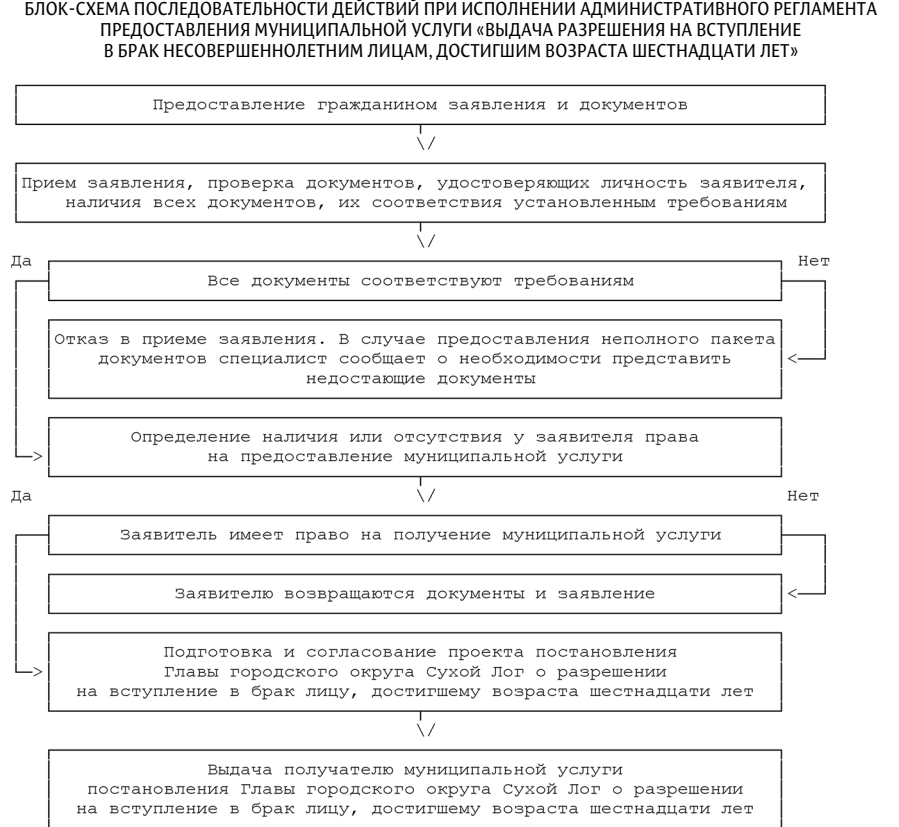 БЛОК-СХЕМА ПОСЛЕДОВАТЕЛЬНОСТИ ДЕЙСТВИЙ ПРИ ИСПОЛНЕНИИ АДМИНИСТРАТИВНОГО РЕГЛАМЕНТА
ПРЕДОСТАВЛЕНИЯ МУНИЦИПАЛЬНОЙ УСЛУГИ «ВЫДАЧА РАЗРЕШЕНИЯ НА ВСТУПЛЕНИЕ
В БРАК НЕСОВЕРШЕННОЛЕТНИМ ЛИЦАМ, ДОСТИГШИМ ВОЗРАСТА ШЕСТНАДЦАТИ ЛЕТ»
Предоставление гражданином заявления и документов
Прием заявления, проверка документов, удостоверяющих личность заявителя,
наличия всех документов, их соответствия установленным требованиям
Да
Нет
Все документы соответствуют требованиям
Отказ в приеме заявления. В случае предоставления неполного пакета
документов специалист сообщает о необходимости представить
недостающие документы
Определение наличия или отсутствия у заявителя права
на предоставление муниципальной услуги
Да
Нет
Заявитель имеет право на получение муниципальной услуги
Заявителю возвращаются документы и заявление
Подготовка и согласование проекта постановления
Главы городского округа Сухой Лог о разрешении
на вступление в брак лицу, достигшему возраста шестнадцати лет
Выдача получателю муниципальной услуги
постановления Главы городского округа Сухой Лог о разрешении
на вступление в брак лицу, достигшему возраста шестнадцати лет